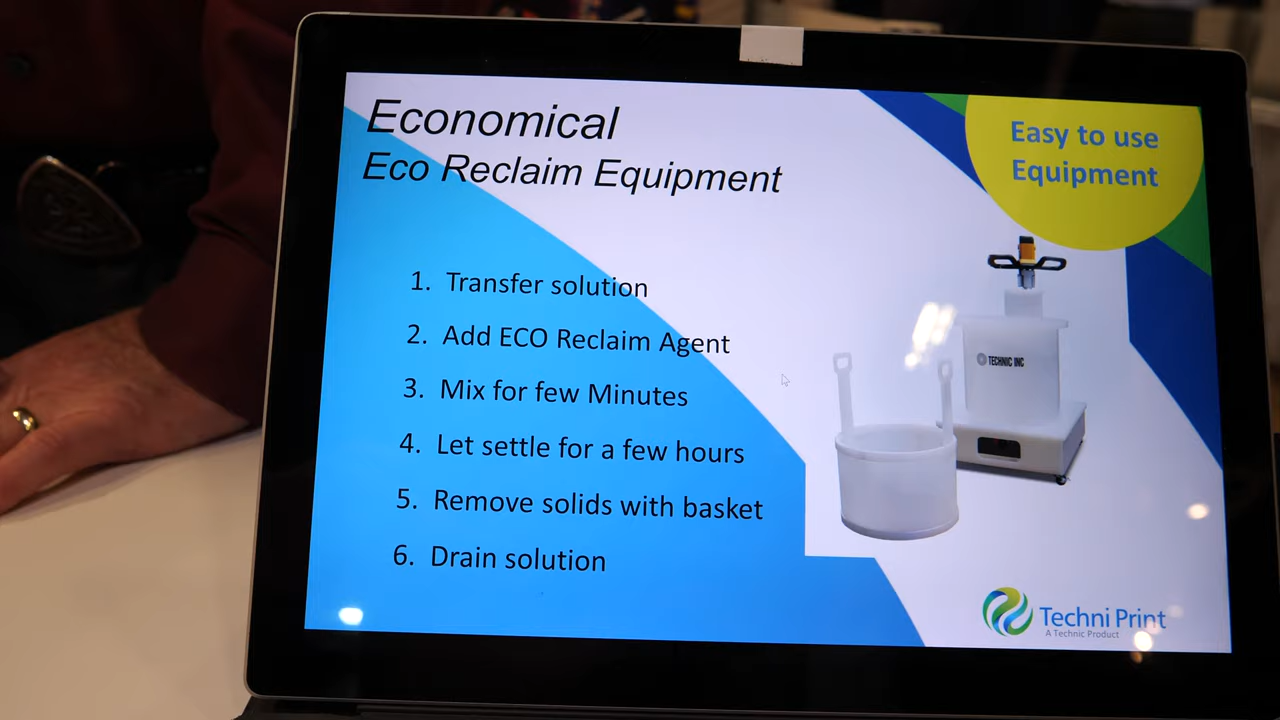 Economical
Eco Reclaim Equipment
Easy to use
Equipment
1. Transfer solution
2. Add ECO Reclaim Agent
3. Mix for few Minutes
4. Let settle for a few hours
5. Remove solids with basket
6. Drain solution
TECHNIC INC
Techni Print
A Technic Product